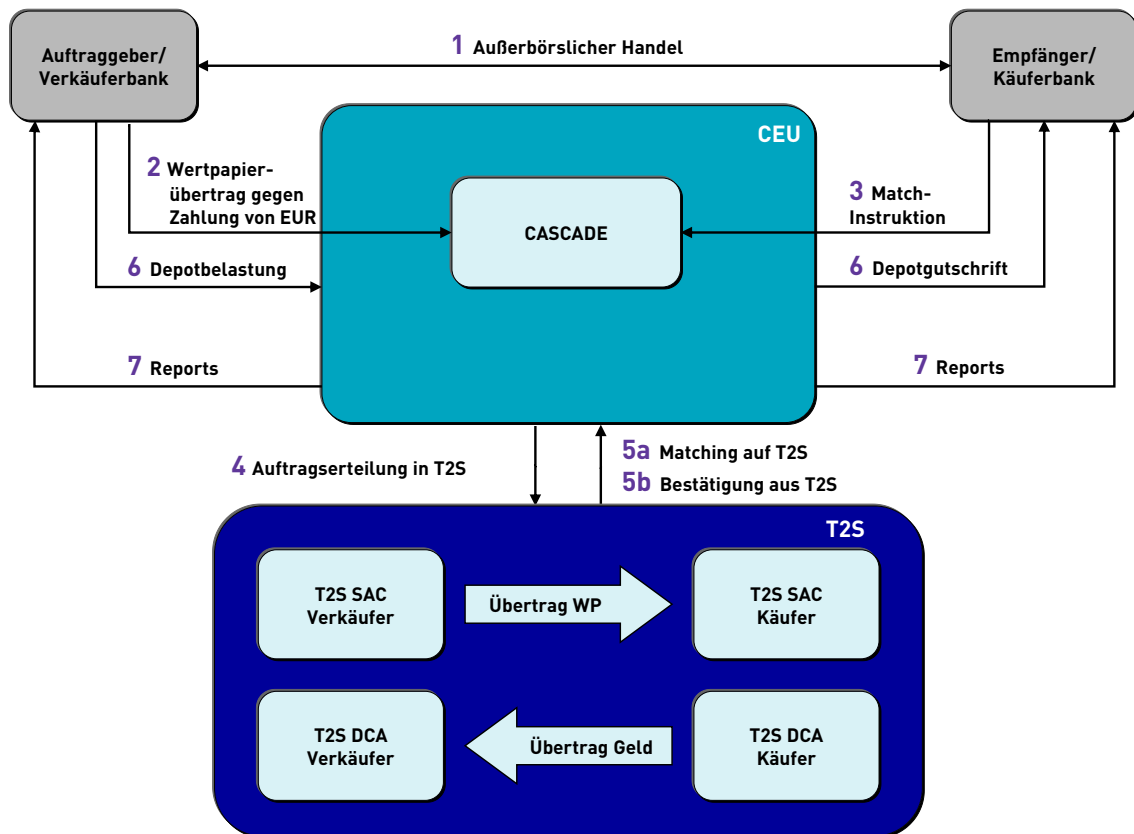 Auftraggeber/
Verkäuferbank
1 Außerbörslicher Handel
Empfänger/
Käuferbank
CEU
2 Wertpapier-
übertrag gegen
Zahlung von EUR
CASCADE
3 Match-
Instruktion
6 Depotbelastung
6 Depotgutschrift
7 Reports
7 Reports
4 Auftragserteilung in T2S
5a Matching auf T2S
5b Bestätigung aus T2S
T2S
T2S SAC
Verkäufer
Übertrag WP
T2S SAC
Käufer
T2S DCA
Verkäufer
Übertrag Geld
T2S DCA
Käufer